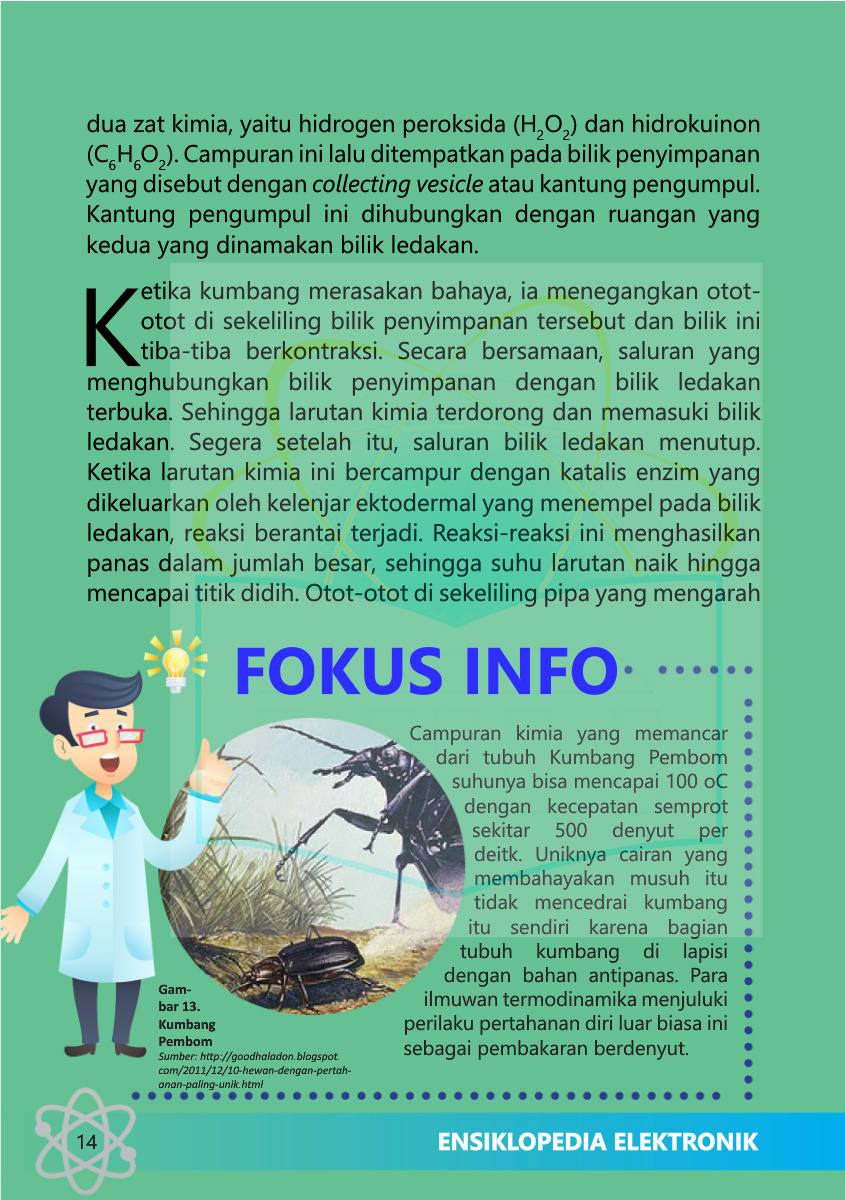 dua zat kimia, yaitu hidrogen peroksida (H₂O₂) dan hidrokuinon
(C₆H₆O₂). Campuran ini lalu ditempatkan pada bilik penyimpanan
yang disebut dengan collecting vesicle atau kantung pengumpul.
Kantung pengumpul ini dihubungkan dengan ruangan yang
kedua yang dinamakan bilik ledakan.
Ketika kumbang merasakan bahaya, ia menegangkan otot-
otot di sekeliling bilik penyimpanan tersebut dan bilik ini
tiba-tiba berkontraksi. Secara bersamaan, saluran yang
menghubungkan bilik penyimpanan dengan bilik ledakan
terbuka. Sehingga larutan kimia terdorong dan memasuki bilik
ledakan. Segera setelah itu, saluran bilik ledakan menutup.
Ketika larutan kimia ini bercampur dengan katalis enzim yang
dikeluarkan oleh kelenjar ektodermal yang menempel pada bilik
ledakan, reaksi berantai terjadi. Reaksi-reaksi ini menghasilkan
panas dalam jumlah besar, sehingga suhu larutan naik hingga
mencapai titik didih. Otot-otot di sekeliling pipa yang mengarah
FOKUS INFO
Campuran kimia yang memancar
dari tubuh Kumbang Pembom
suhunya bisa mencapai 100 oC
dengan kecepatan semprot
sekitar 500 denyut per
deitk. Uniknya cairan yang
membahayakan musuh itu
tidak mencedrai kumbang
itu sendiri karena bagian
tubuh kumbang di lapisi
dengan bahan antipanas. Para
ilmuwan termodinamika menjuluki
perilaku pertahanan diri luar biasa ini
sebagai pembakaran berdenyut.
Gam-
bar 13.
Kumbang
Pembom
Sumber: http://goodhaladon.blogspot.
com/2011/12/10-hewan-dengan-pertah-
anan-paling-unik.html
14
ENSIKLOPEDIA ELEKTRONIK